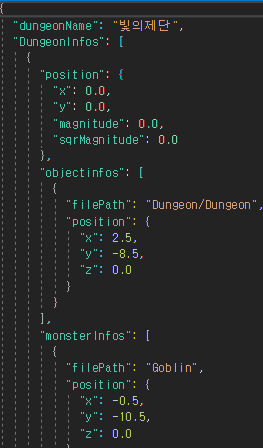 {
"dungeonName": "빛의제단",
"DungeonInfos": [
{
"position": {
"x": 0.0,
"y": 0.0,
"magnitude": 0.0,
"sqrMagnitude": 0.0
},
"objectinfos": [
{
"filePath": "Dungeon/Dungeon",
"position": {
"x": 2.5,
"y": -8.5,
"z": 0.0
}
}
],
"monsterInfos": [
{
"filePath": "Goblin",
"position": {
"x": -0.5,
"y": -10.5,
"z": 0.0